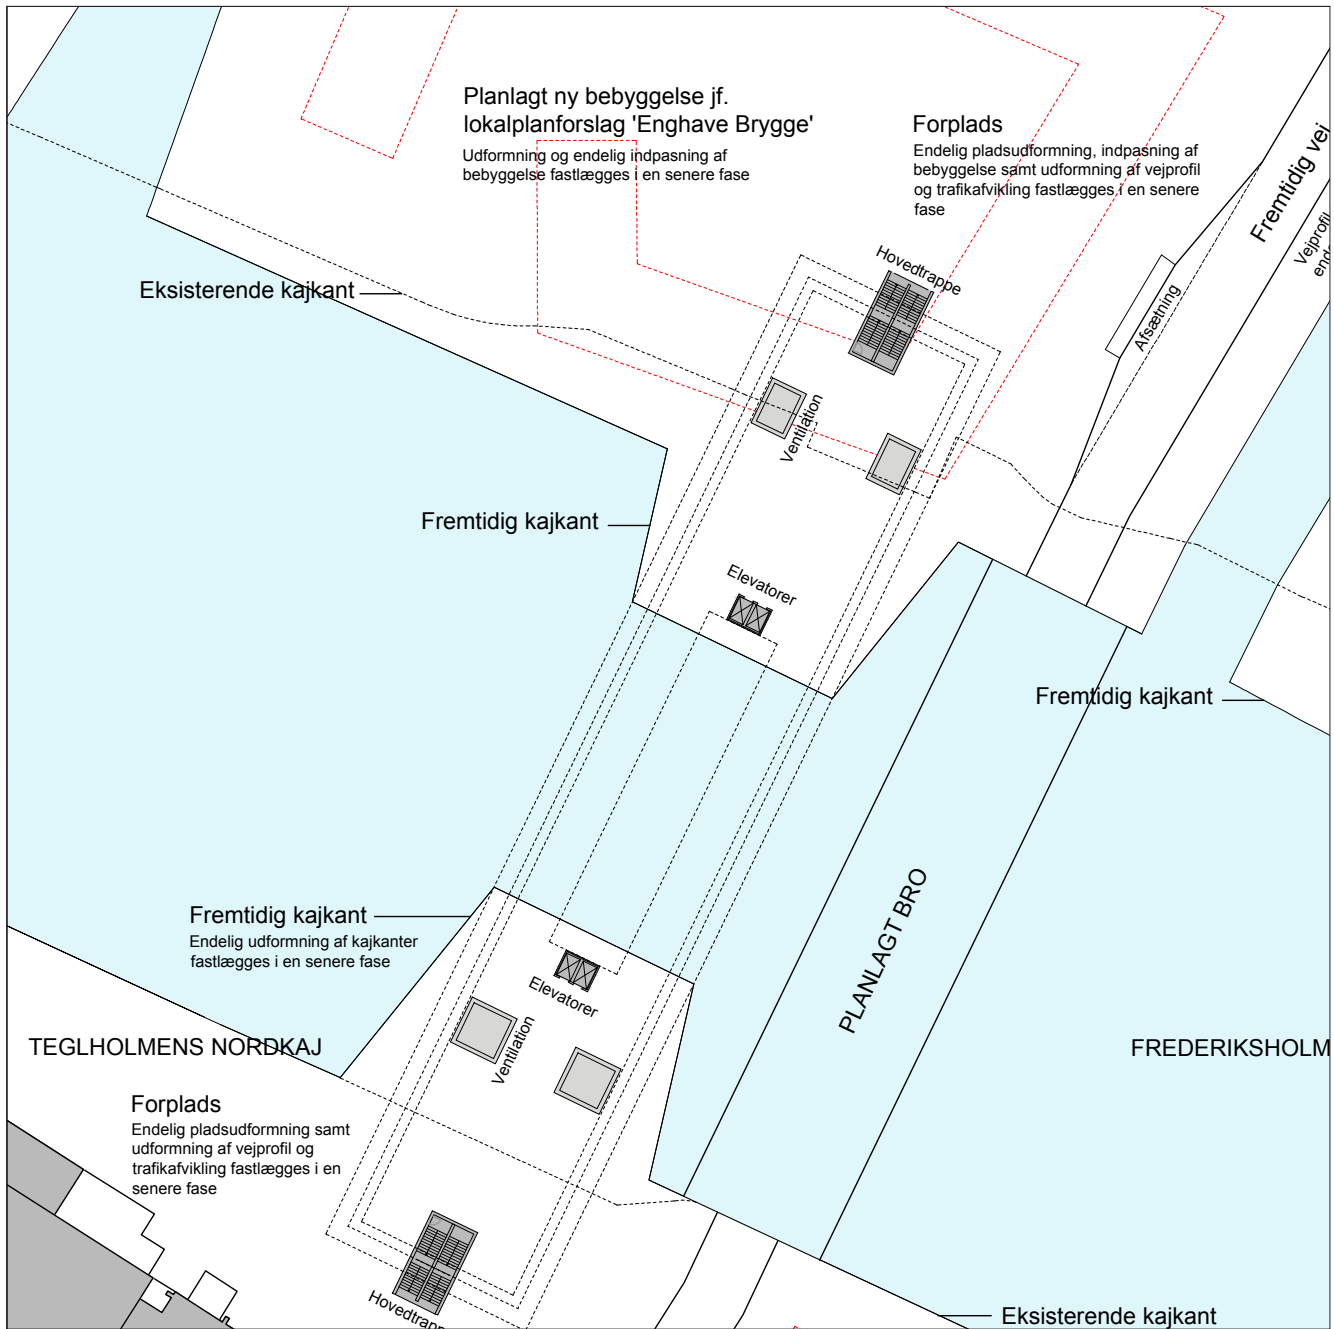 Planlagt ny bebyggelse jf.
lokalplanforslag 'Enghave Brygge'
Udformning og endelig indpasning af
bebyggelse fastlægges i en senere fase
Forplads
Endelig pladsudformning, indpasning af
bebyggelse samt udformning af vejprofil
og trafikafvikling fastlægges i en senere
fase
Fremtidig vej
Vejprofil
Hovedtrappe
Eksisterende kajkant
Afsætning
Ventilation
Fremtidig kajkant
Elevatorer
Fremtidig kajkant
PLANLAGT BRO
Fremtidig kajkant
Endelig udformning af kajkanter
fastlægges i en senere fase
Elevatorer
Ventilation
TEGLHOLMENS NORDKAJ
FREDERIKSHOLM
Forplads
Endelig pladsudformning samt
udformning af vejprofil og
trafikafvikling fastlægges i en
senere fase
Hovedtrapp
Eksisterende kajkant